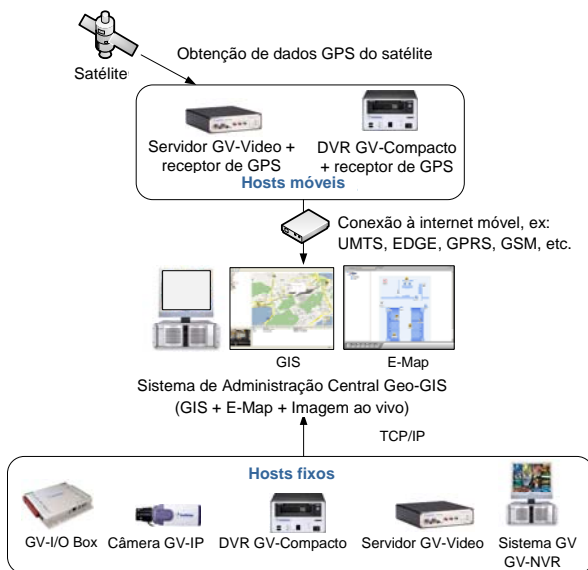 Obtenção de dados GPS do satélite
Satélite
Servidor GV-Video +
receptor de GPS
DVR GV-Compacto
+ receptor de GPS
Hosts móveis
Conexão à internet móvel, ex:
UMTS, EDGE, GPRS, GSM, etc.
GIS
E-Map
Sistema de Administração Central Geo-GIS
(GIS + E-Map + Imagem ao vivo)
TCP/IP
Hosts fixos
GV-I/O Box
Câmera GV-IP
DVR GV-Compacto
Servidor GV-Video
Sistema GV
GV-NVR